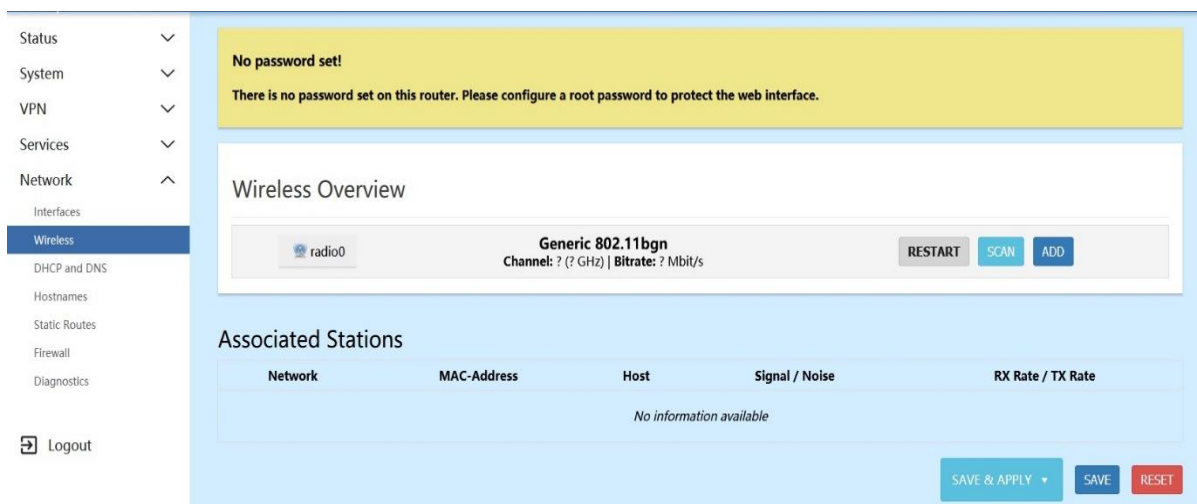 Status
System
VPN
Services
Network
Interfaces
Wireless
DHCP and DNS
Hostnames
Static Routes
Firewall
Diagnostics
Logout
No password set!
There is no password set on this router. Please configure a root password to protect the web interface.
Wireless Overview
radio0
Generic 802.11bgn
Channel: ? (? GHz) | Bitrate: ? Mbit/s
RESTART SCAN ADD
Associated Stations
Network MAC-Address Host Signal / Noise RX Rate / TX Rate
No information available
SAVE & APPLY SAVE RESET